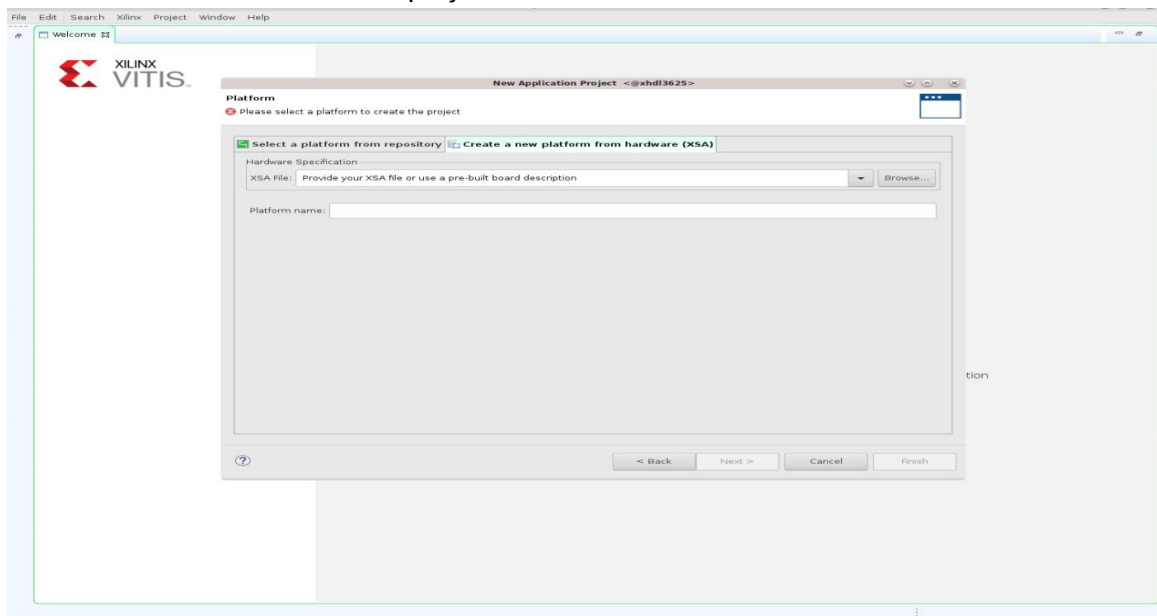 File Edit Search Xilinx Project Window Help
Welcome
XILINX
VITIS
New Application Project <@xhdl3625>
Platform
Please select a platform to create the project
Select a platform from repository Create a new platform from hardware (XSA)
Hardware Specification
XSA File: Provide your XSA file or use a pre-built board description Browse...
Platform name:
tion
< Back Next > Cancel Finish